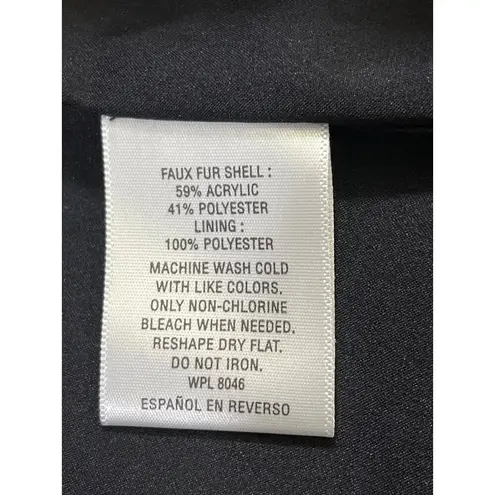 FAUX FUR SHELL :
59% ACRYLIC
41% POLYESTER
LINING :
100% POLYESTER
MACHINE WASH COLD
WITH LIKE COLORS.
ONLY NON-CHLORINE
BLEACH WHEN NEEDED.
RESHAPE DRY FLAT.
DO NOT IRON.
WPL 8046
ESPAÑOL EN REVERSO